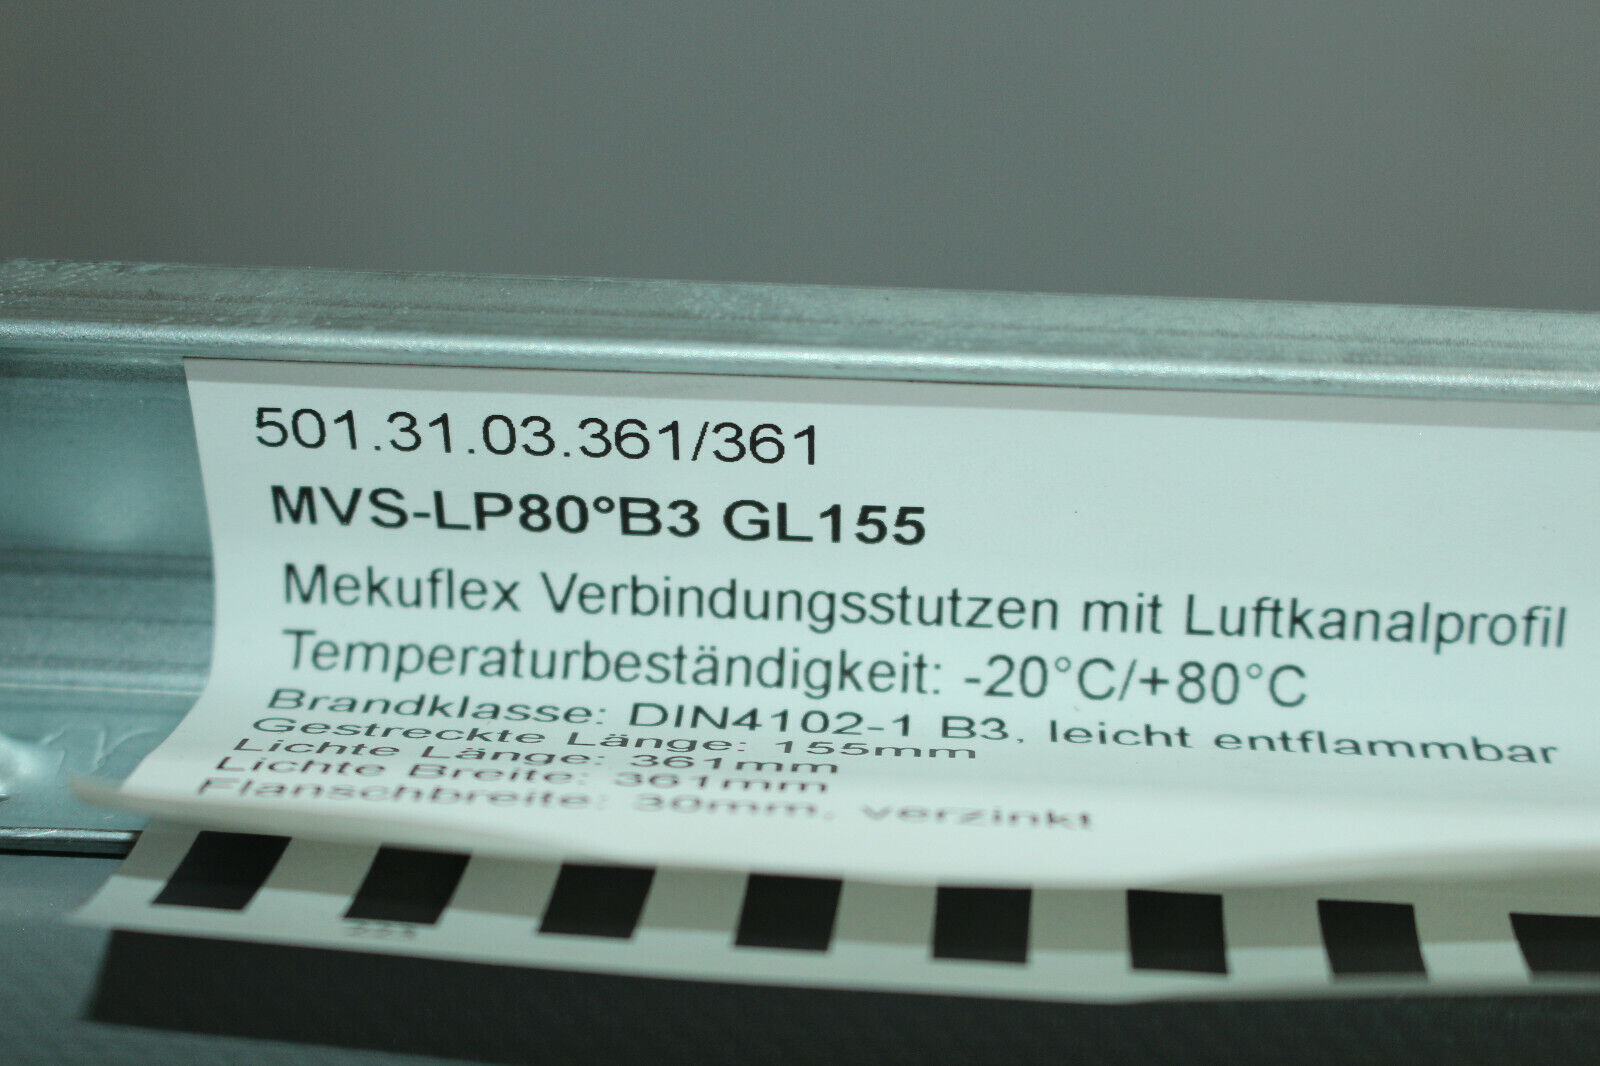 501.31.03.361/361
MVS-LP80°B3 GL155
Mekuflex Verbindungsstutzen mit Luftkanalprofil
Temperaturbeständigkeit: -20°C/+80°C
Brandklasse: DIN4102-1 B3, leicht entflammbar
Gestreckte Länge: 155mm
Lichte Länge: 361mm
Lichte Breite: 361mm
Flanschbreite: 30mm, verzinkt